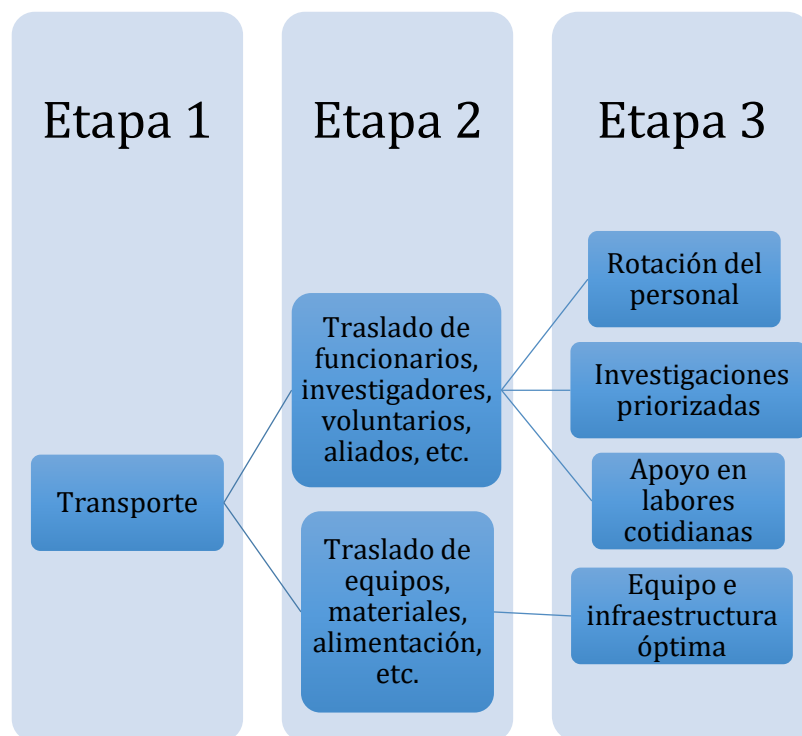 Etapa 1
Etapa 2
Etapa 3
Transporte
Traslado de
funcionarios,
investigadores,
voluntarios,
aliados, etc.
Traslado de
equipos,
materiales,
alimentación,
etc.
Rotación del
personal
Investigaciones
priorizadas
Apoyo en
labores
cotidianas
Equipo e
infraestructura
óptima